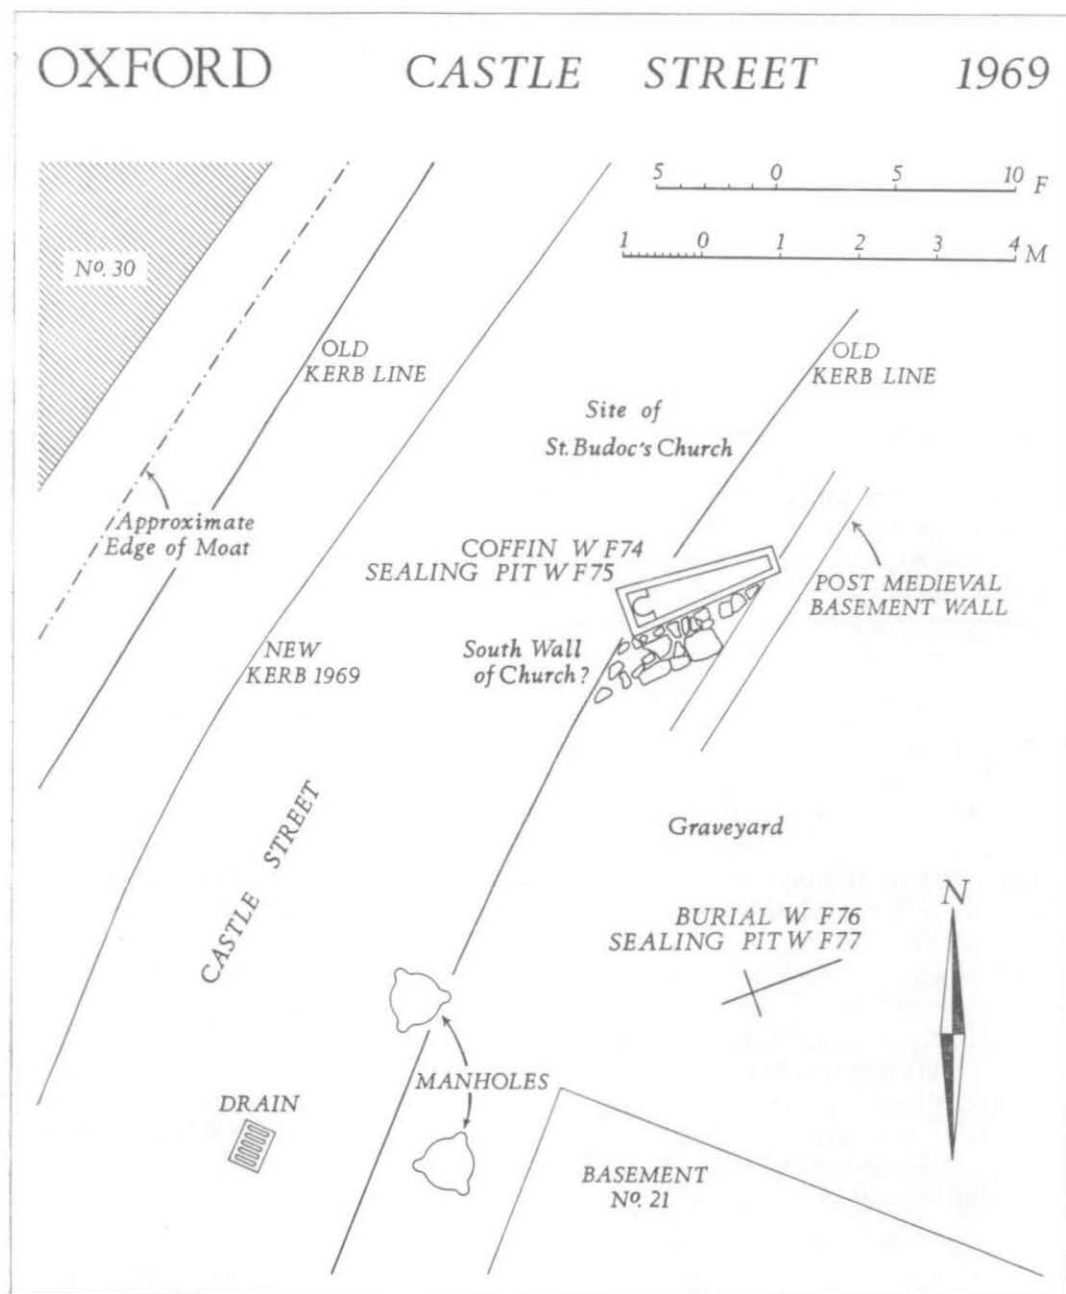 OXFORD CASTLE STREET 1969
5 0 5 10 F
1 0 1 2 3 4 M
Nº. 30
OLD
KERB LINE
OLD
KERB LINE
Site of
St. Budoc's Church
Approximate
Edge of Moat
COFFIN W F74
SEALING PIT W F75
POST MEDIEVAL
BASEMENT WALL
NEW
KERB 1969
South Wall
of Church?
CASTLE STREET
Graveyard
N
BURIAL W F76
SEALING PIT W F77
MANHOLES
DRAIN
BASEMENT
Nº. 21